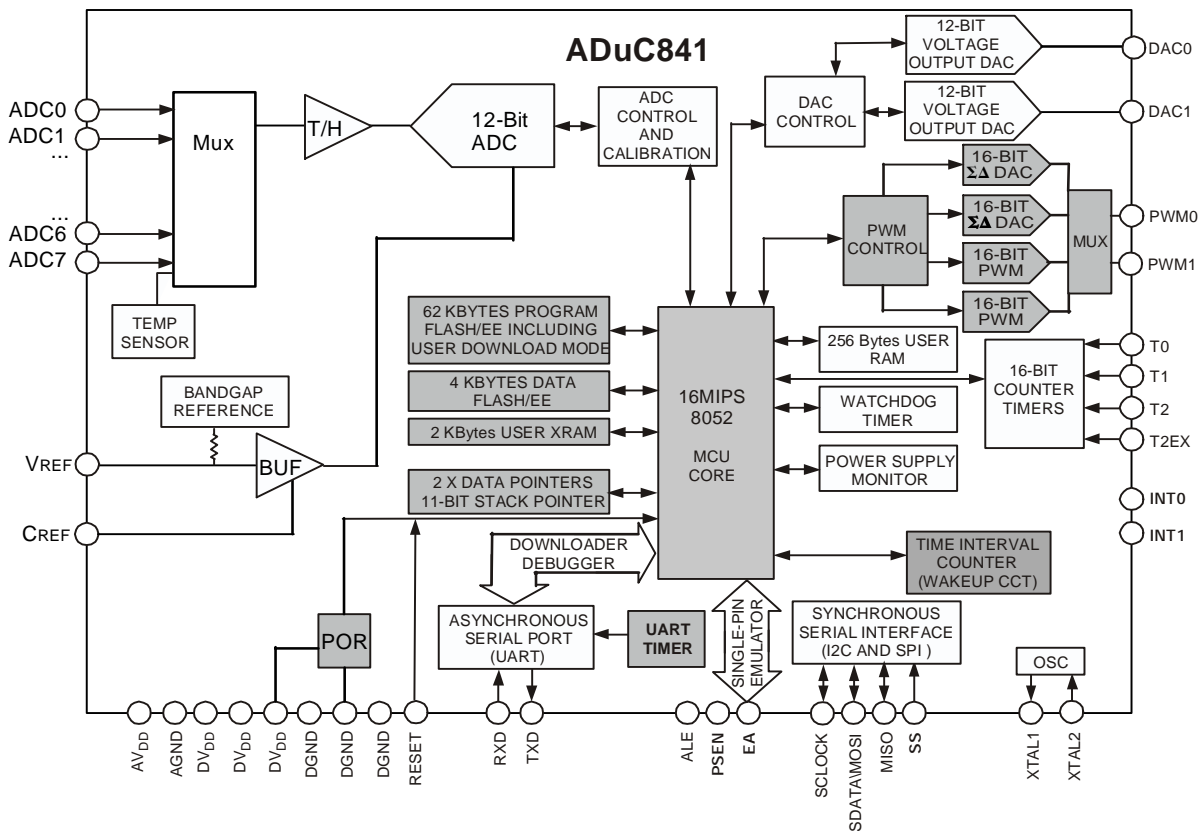 ADuC841
ADC0
ADC1
...
...
ADC6
ADC7
Mux
TEMP
SENSOR
T/H
12-Bit
ADC
ADC
CONTROL
AND
CALIBRATION
DAC
CONTROL
12-BIT
VOLTAGE
OUTPUT DAC
12-BIT
VOLTAGE
OUTPUT DAC
DAC0
DAC1
PWM
CONTROL
16-BIT
ΣΔ DAC
16-BIT
ΣΔ DAC
16-BIT
PWM
16-BIT
PWM
MUX
PWM0
PWM1
BANDGAP
REFERENCE
VREF
BUF
CREF
62 KBYTES PROGRAM
FLASH/EE INCLUDING
USER DOWNLOAD MODE
4 KBYTES DATA
FLASH/EE
2 KBytes USER XRAM
2 X DATA POINTERS
11-BIT STACK POINTER
16MIPS
8052
MCU
CORE
256 Bytes USER
RAM
WATCHDOG
TIMER
POWER SUPPLY
MONITOR
16-BIT
COUNTER
TIMERS
T0
T1
T2
T2EX
INT0
INT1
TIME INTERVAL
COUNTER
(WAKEUP CCT)
DOWNLOADER
DEBUGGER
POR
ASYNCHRONOUS
SERIAL PORT
(UART)
UART
TIMER
SINGLE-PIN
EMULATOR
SYNCHRONOUS
SERIAL INTERFACE
(I2C AND SPI )
OSC
AVDD
AGND
DVDD
DVDD
DVDD
DGND
DGND
DGND
RESET
RXD
TXD
ALE
PSEN
EA
SCLOCK
SDATA\MOSI
MISO
SS
XTAL1
XTAL2